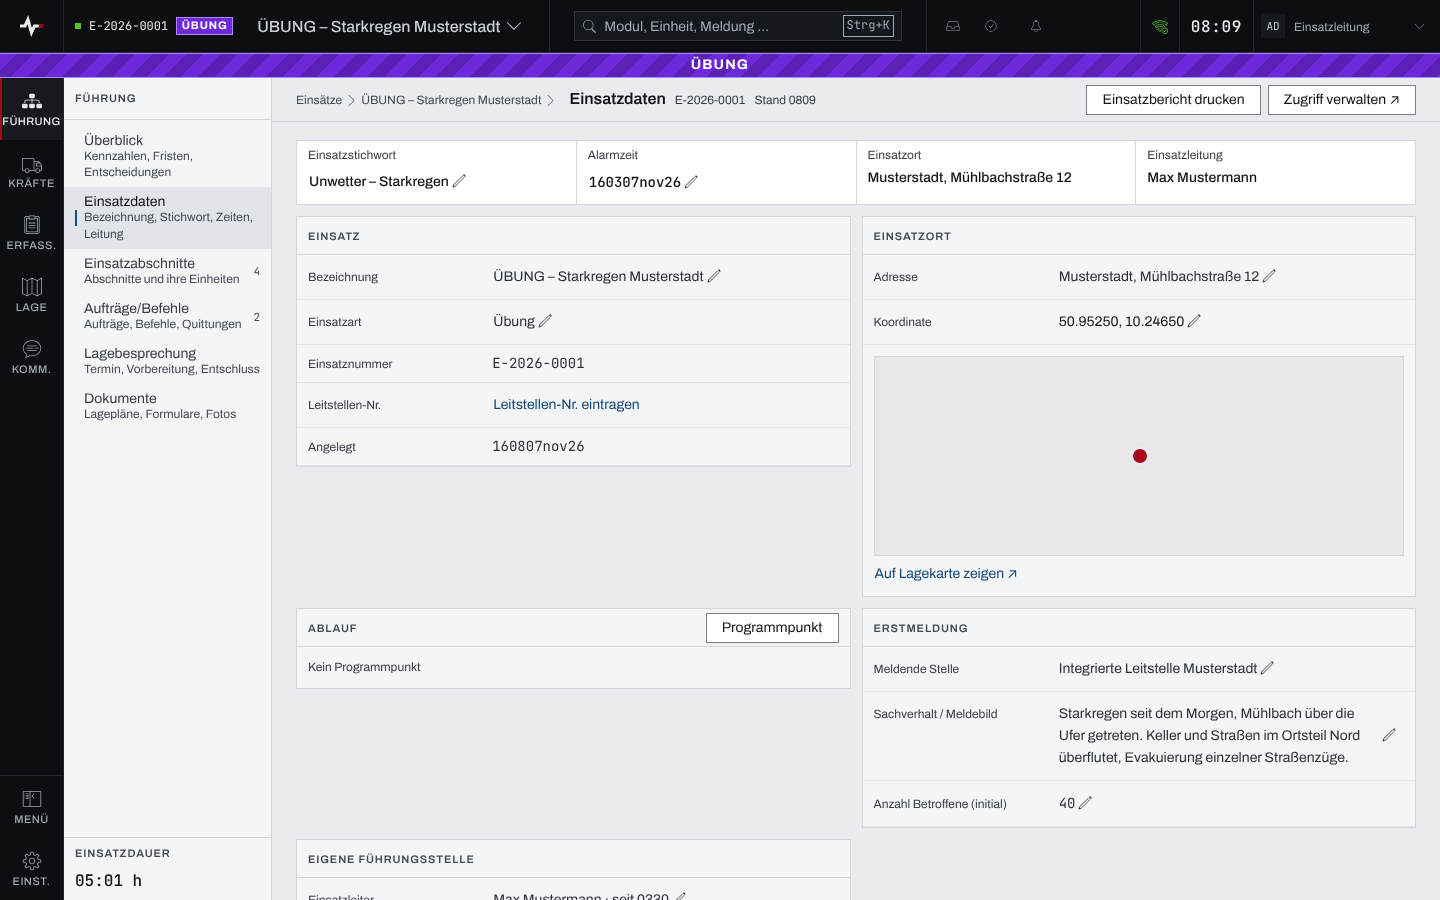 E-2026-0001 ÜBUNG ÜBUNG – Starkregen Musterstadt
Modul, Einheit, Meldung ... Strg+K
08:09 AD Einsatzleitung
ÜBUNG
FÜHRUNG
KRÄFTE
ERFASS.
LAGE
KOMM.
MENÜ
EINST.
FÜHRUNG
Überblick
Kennzahlen, Fristen,
Entscheidungen
Einsatzdaten
Bezeichnung, Stichwort, Zeiten,
Leitung
Einsatzabschnitte 4
Abschnitte und ihre Einheiten
Aufträge/Befehle 2
Aufträge, Befehle, Quittungen
Lagebesprechung
Termin, Vorbereitung, Entschluss
Dokumente
Lagepläne, Formulare, Fotos
EINSATZDAUER
05:01 h
Einsätze ÜBUNG – Starkregen Musterstadt Einsatzdaten E-2026-0001 Stand 0809
Einsatzbericht drucken Zugriff verwalten ↗
Einsatzstichwort
Unwetter – Starkregen
Alarmzeit
160307nov26
Einsatzort
Musterstadt, Mühlbachstraße 12
Einsatzleitung
Max Mustermann
EINSATZ
Bezeichnung ÜBUNG – Starkregen Musterstadt
Einsatzart Übung
Einsatznummer E-2026-0001
Leitstellen-Nr. Leitstellen-Nr. eintragen
Angelegt 160807nov26
EINSATZORT
Adresse Musterstadt, Mühlbachstraße 12
Koordinate 50.95250, 10.24650
Auf Lagekarte zeigen ↗
ABLAUF Programmpunkt
Kein Programmpunkt
ERSTMELDUNG
Meldende Stelle Integrierte Leitstelle Musterstadt
Sachverhalt / Meldebild Starkregen seit dem Morgen, Mühlbach über die
Ufer getreten. Keller und Straßen im Ortsteil Nord
überflutet, Evakuierung einzelner Straßenzüge.
Anzahl Betroffene (initial) 40
EIGENE FÜHRUNGSSTELLE
Einsatzleiter Max Mustermann · seit 0330